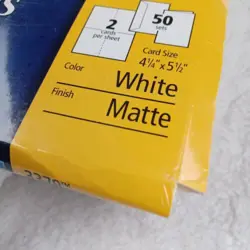 2
cards
per sheet
50
sets
Card Size
4¼" x 5½"
Color
White
Finish
Matte